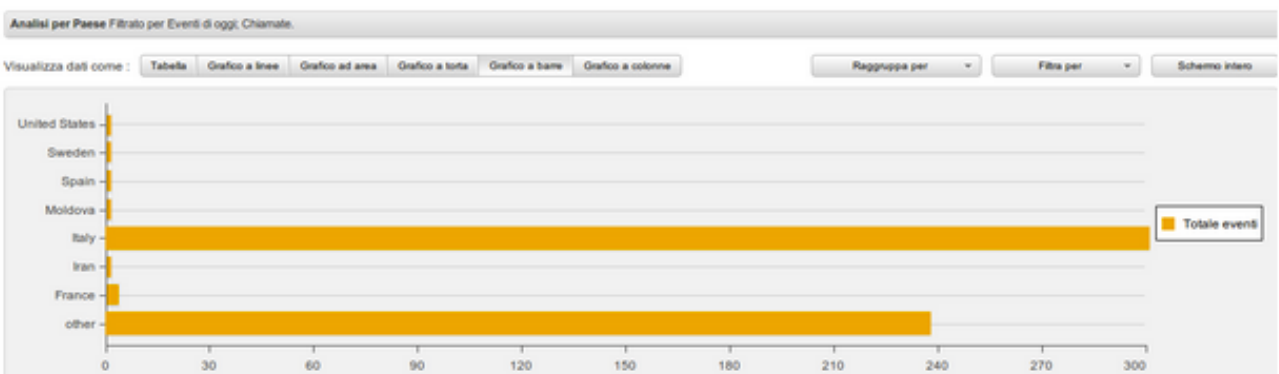 Analisi per Paese Filtrato per Eventi di oggi; Chiamate.
Visualizza dati come : Tabella Grafico a linee Grafico ad area Grafico a torta Grafico a barre Grafico a colonne Raggruppa per Filtra per Schermo intero
United States
Sweden
Spain
Moldova
Italy
Iran
France
other
Totale eventi
0 30 60 90 120 150 180 210 240 270 300